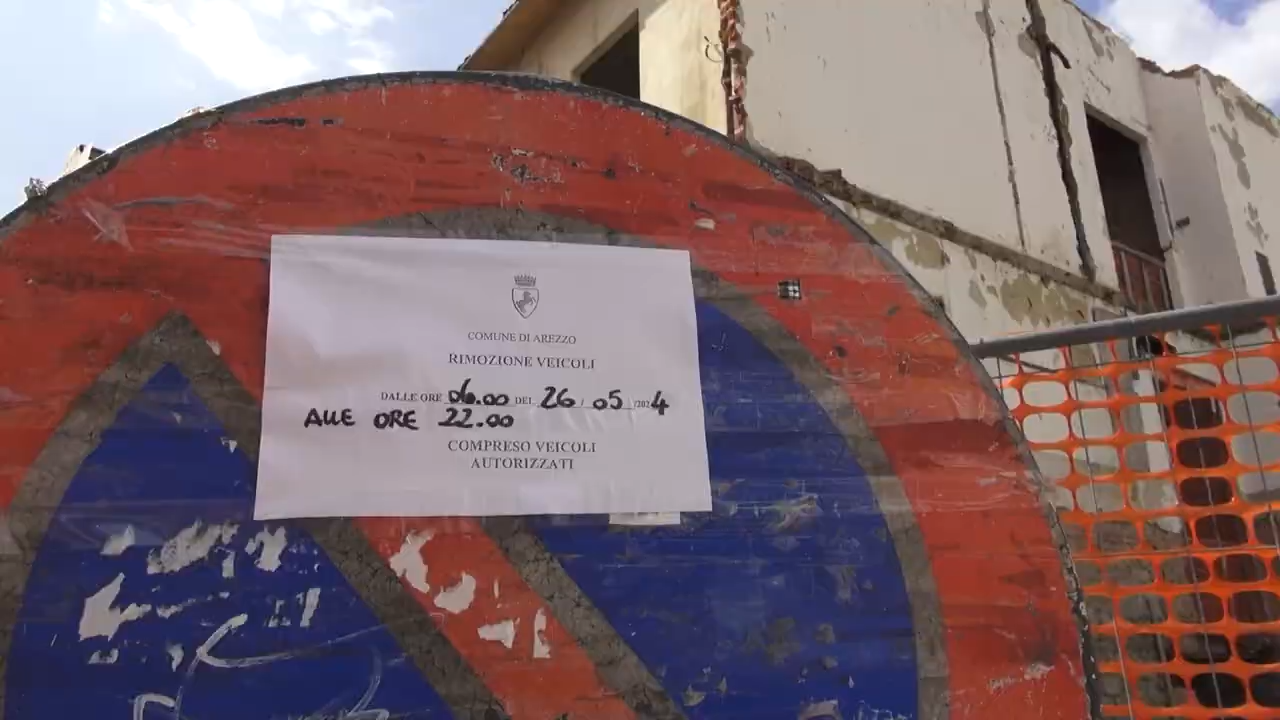 COMUNE DI AREZZO
RIMOZIONE VEICOLI
DALLE ORE 06.00 DEL 26 / 05 /2024
ALLE ORE 22.00
COMPRESO VEICOLI
AUTORIZZATI